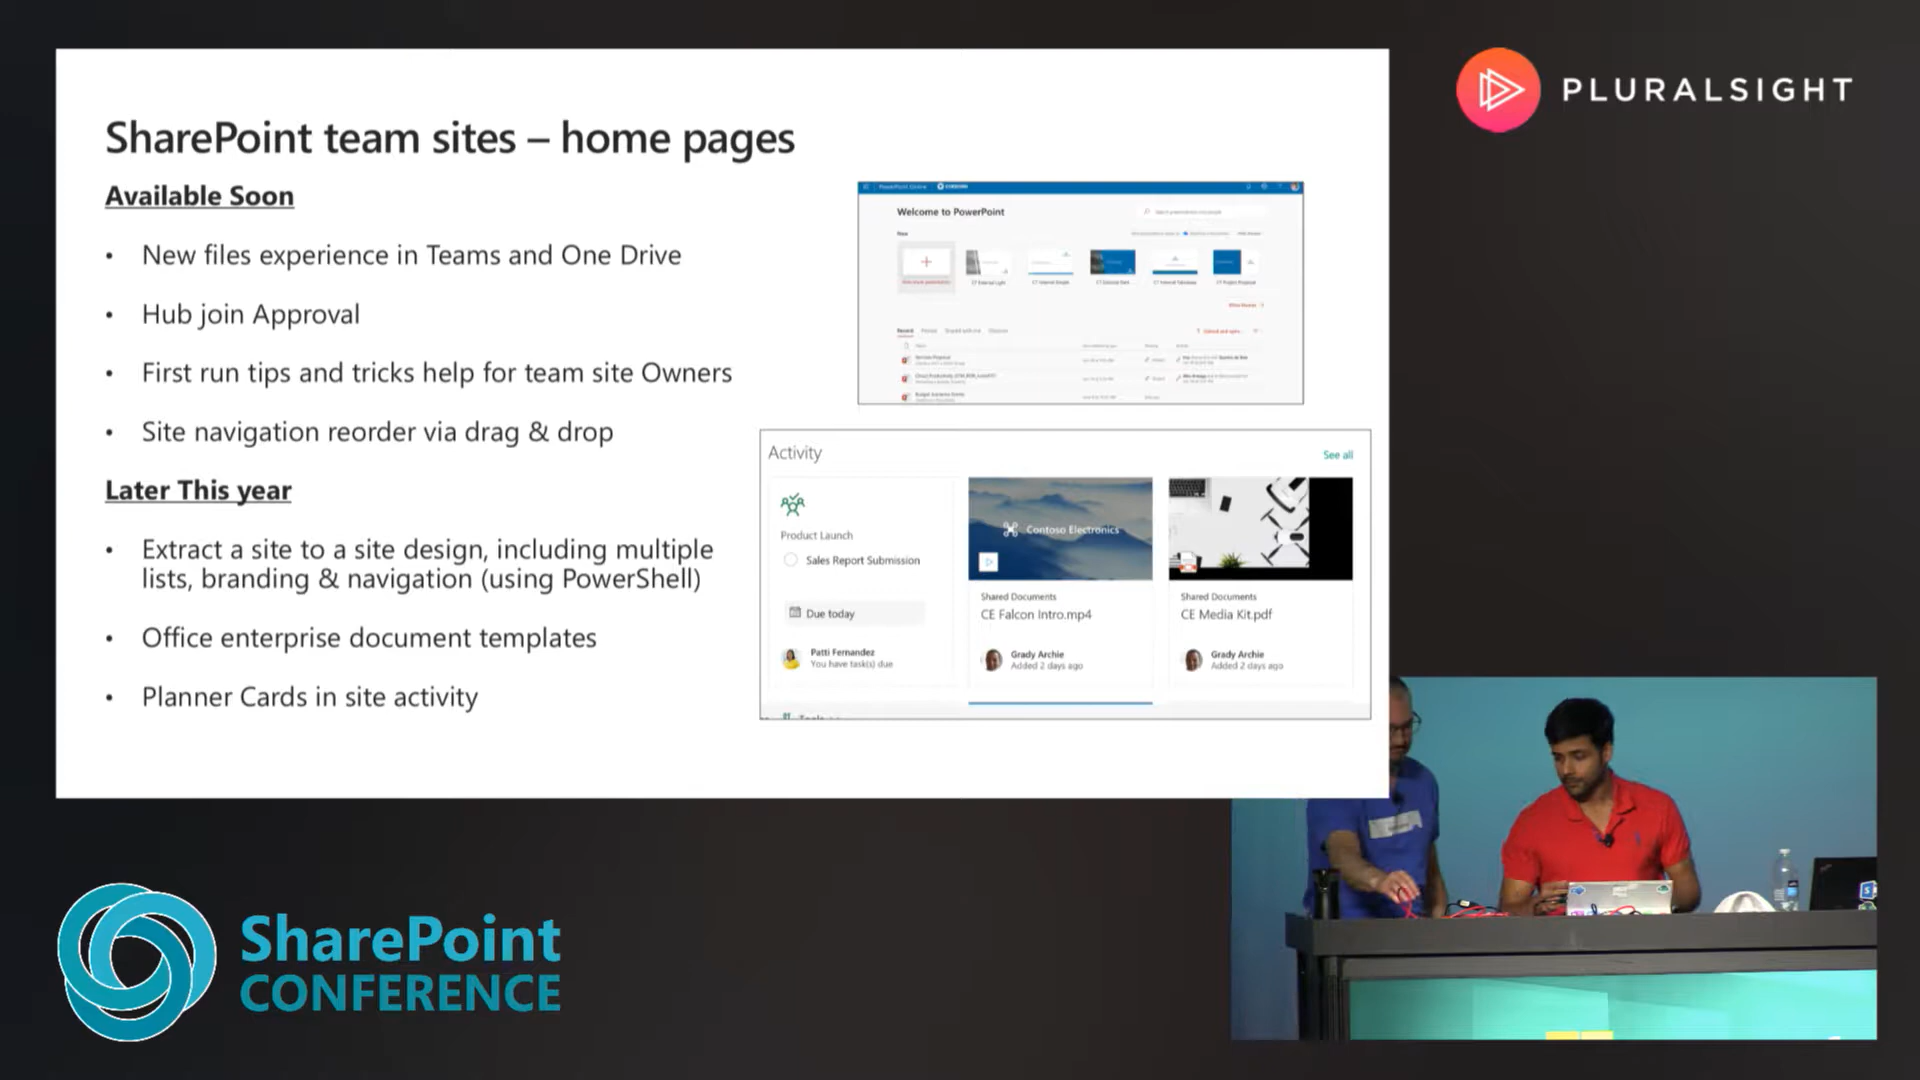 SharePoint team sites – home pages
Available Soon
• New files experience in Teams and One Drive
• Hub join Approval
• First run tips and tricks help for team site Owners
• Site navigation reorder via drag & drop
Later This year
• Extract a site to a site design, including multiple
lists, branding & navigation (using PowerShell)
• Office enterprise document templates
• Planner Cards in site activity
PowerPoint Online
Welcome to PowerPoint
New
Activity
See all
Product Launch
Sales Report Submission
Due today
Patti Fernandez
You have task(s) due
Contoso Electronics
Shared Documents
CE Falcon Intro.mp4
Grady Archie
Added 2 days ago
Shared Documents
CE Media Kit.pdf
Grady Archie
Added 2 days ago
PLURALSIGHT
SharePoint
CONFERENCE